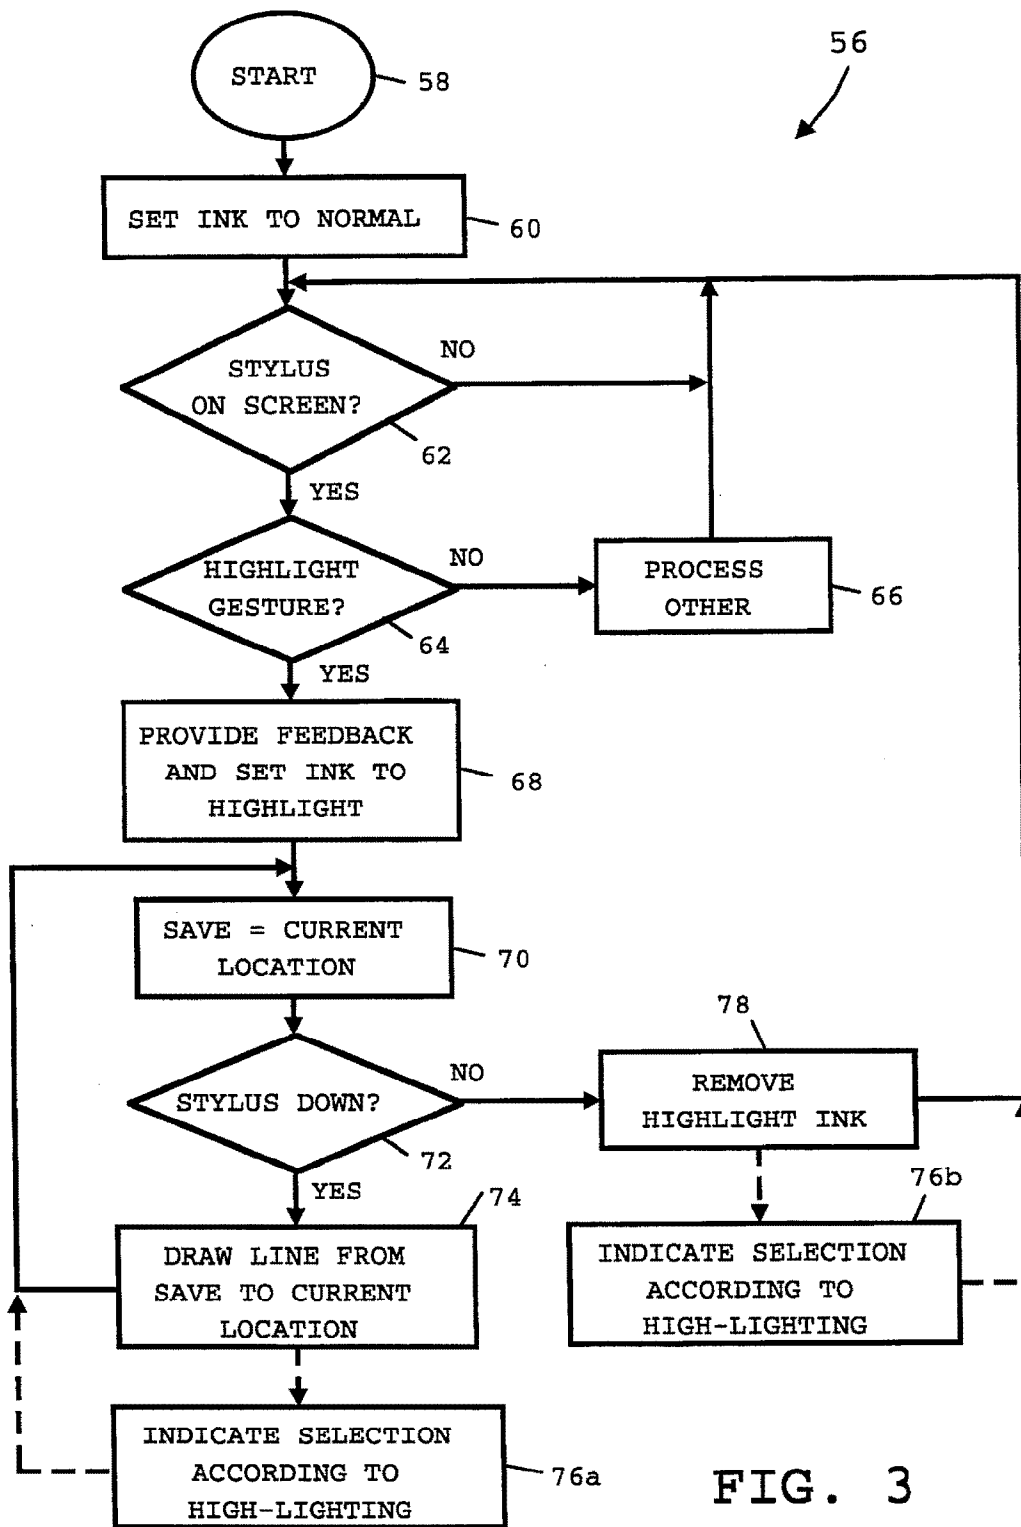 56
START
58
SET INK TO NORMAL
60
STYLUS
ON SCREEN?
NO
62
YES
HIGHLIGHT
GESTURE?
NO
64
PROCESS
OTHER
66
YES
PROVIDE FEEDBACK
AND SET INK TO
HIGHLIGHT
68
SAVE = CURRENT
LOCATION
70
STYLUS DOWN?
NO
72
78
REMOVE
HIGHLIGHT INK
YES
74
DRAW LINE FROM
SAVE TO CURRENT
LOCATION
76b
INDICATE SELECTION
ACCORDING TO
HIGH-LIGHTING
INDICATE SELECTION
ACCORDING TO
HIGH-LIGHTING
76a
FIG. 3